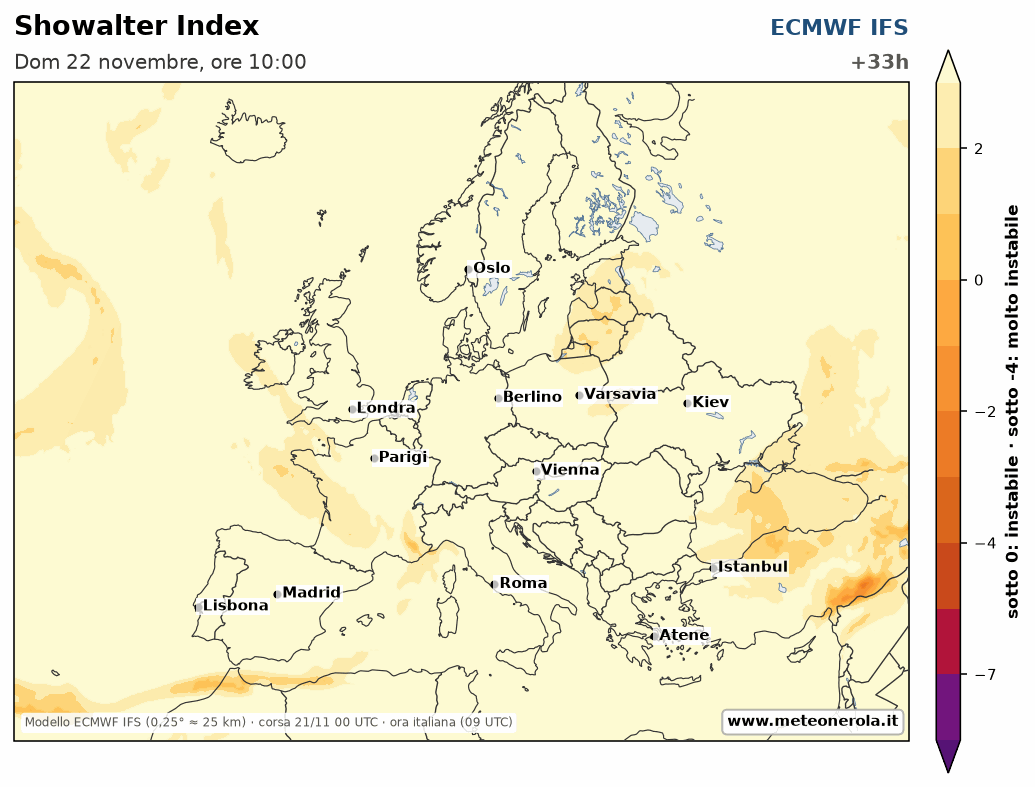 Showalter Index
ECMWF IFS
Dom 22 novembre, ore 10:00
+33h
Oslo
Londra
Berlino
Varsavia
Kiev
Parigi
Vienna
Istanbul
Roma
Madrid
Lisbona
Atene
2
0
−2
−4
−7
sotto 0: instabile · sotto -4: molto instabile
Modello ECMWF IFS (0,25° ≈ 25 km) · corsa 21/11 00 UTC · ora italiana (09 UTC)
www.meteonerola.it